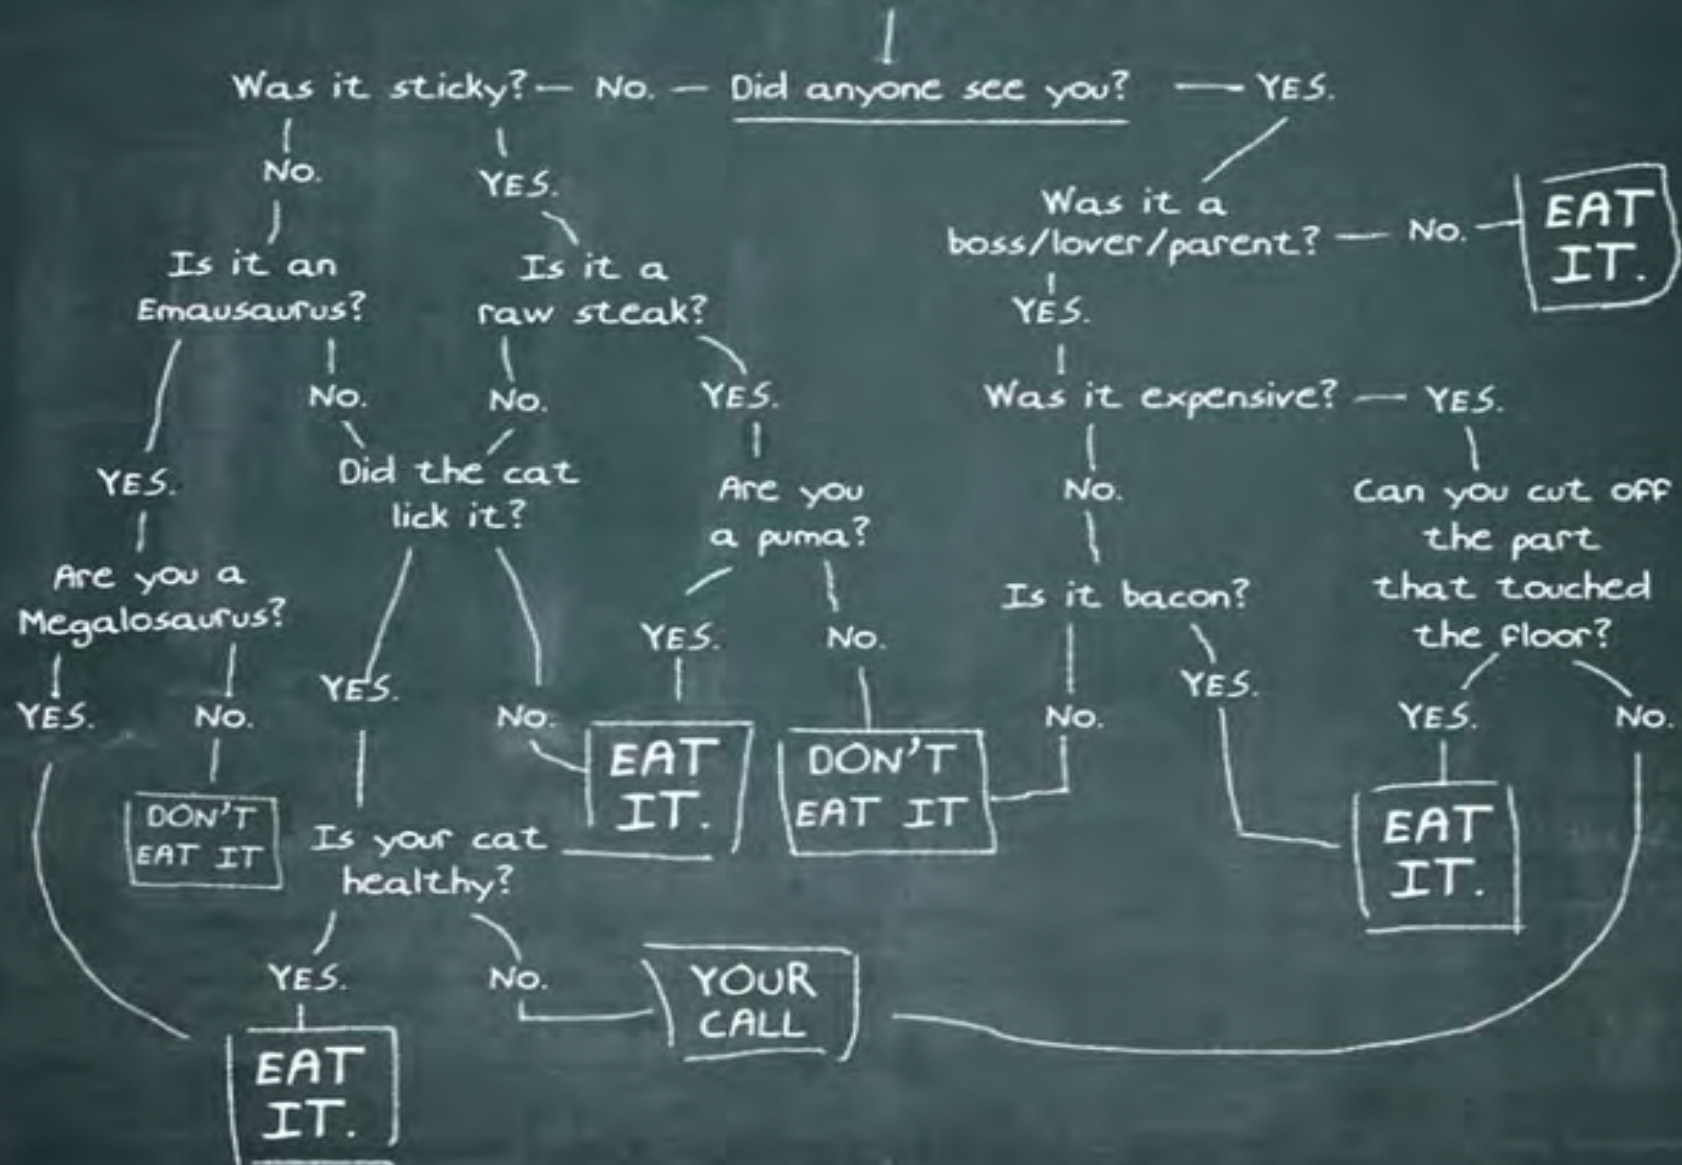 Was it sticky? — No. — Did anyone see you? — YES.
No.
YES.
Was it a
boss/lover/parent? — No.
EAT
IT.
Is it an
Emausaurus?
Is it a
raw steak?
YES.
No.
No.
YES.
Was it expensive? — YES.
YES.
Did the cat
lick it?
Are you
a puma?
No.
Can you cut off
the part
that touched
the floor?
Are you a
Megalosaurus?
Is it bacon?
YES.
No.
YES.
No.
YES.
No.
No.
YES.
YES.
No.
DON'T
EAT IT
EAT
IT.
DON'T
EAT IT
EAT
IT.
Is your cat
healthy?
YES.
No.
YOUR
CALL
EAT
IT.